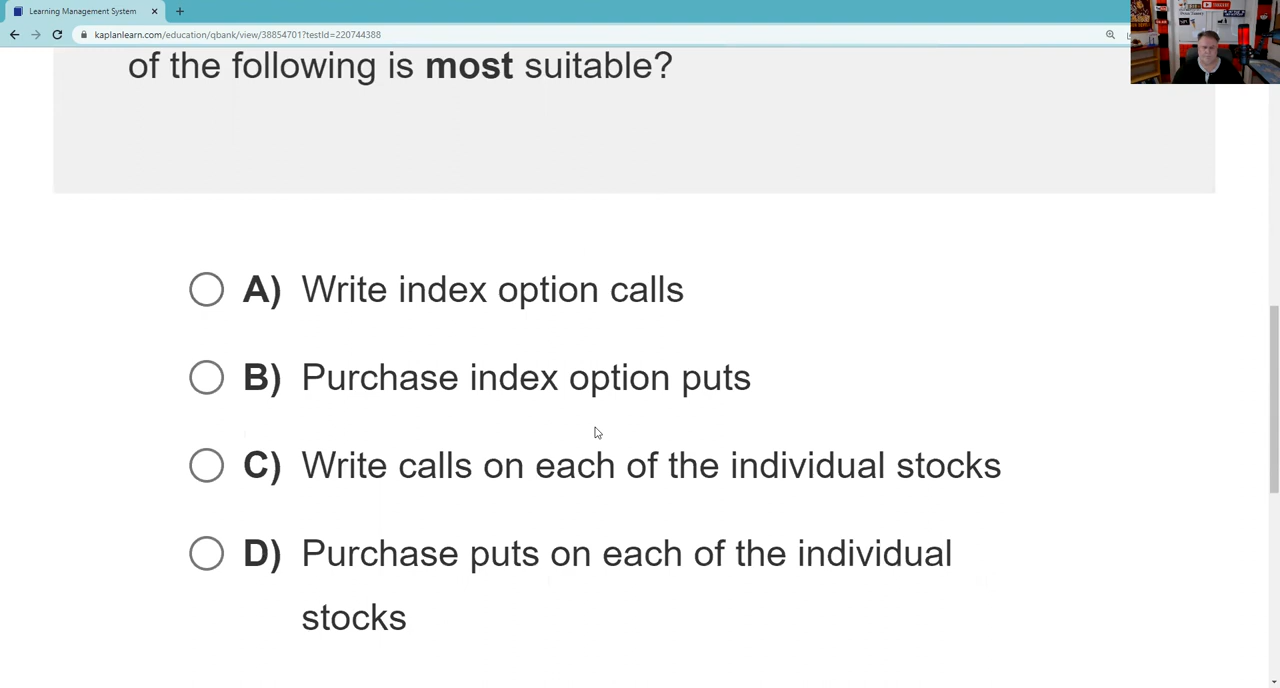 Learning Management System
kaplanlearn.com/education/qbank/view/38854701?testId=220744388
of the following is most suitable?
A) Write index option calls
B) Purchase index option puts
C) Write calls on each of the individual stocks
D) Purchase puts on each of the individual
stocks